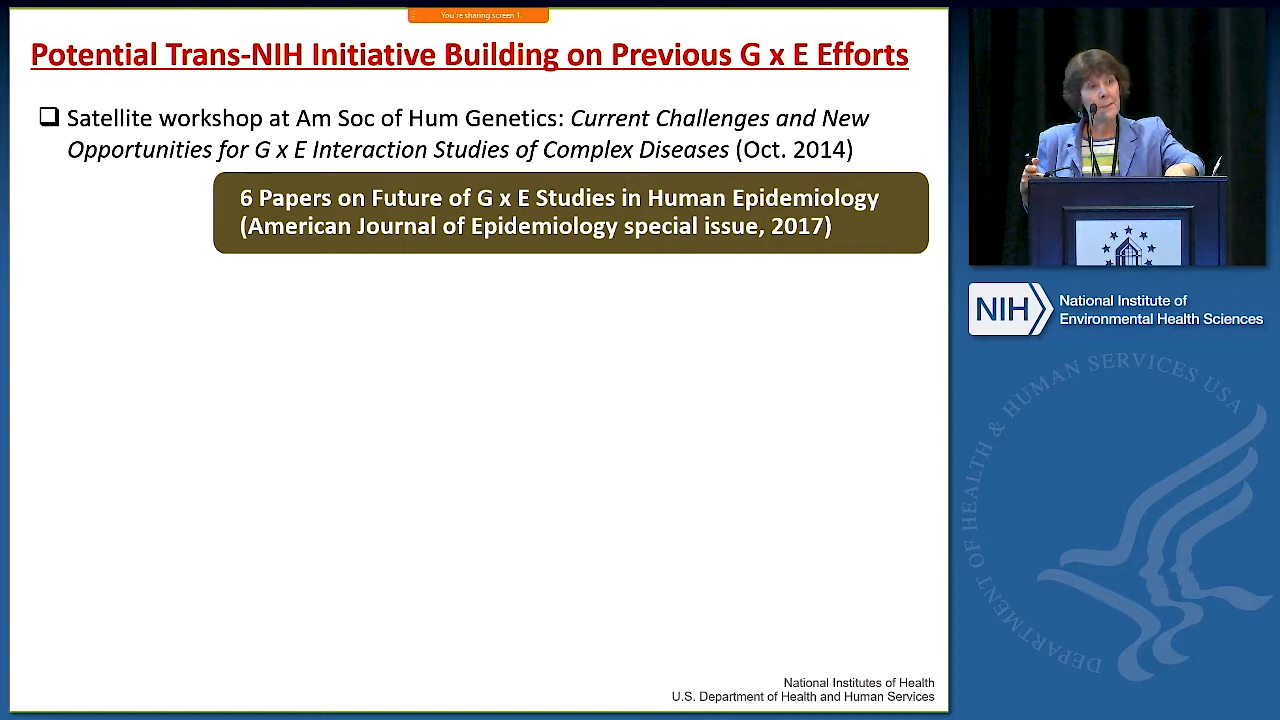 You're sharing screen 1.
Potential Trans-NIH Initiative Building on Previous G x E Efforts
Satellite workshop at Am Soc of Hum Genetics: Current Challenges and New
Opportunities for G x E Interaction Studies of Complex Diseases (Oct. 2014)
6 Papers on Future of G x E Studies in Human Epidemiology
(American Journal of Epidemiology special issue, 2017)
National Institutes of Health
U.S. Department of Health and Human Services
NIH
National Institute of
Environmental Health Sciences
DEPARTMENT OF HEALTH & HUMAN SERVICES USA